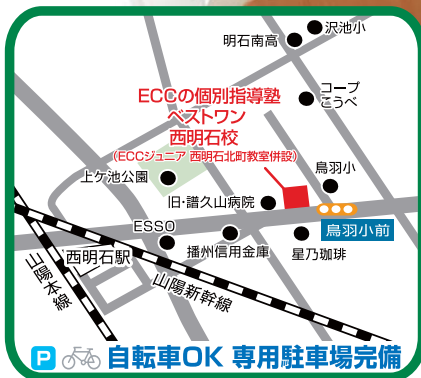 沢池小
明石南高
コープ
こうべ
ECCの個別指導塾
ベストワン
西明石校
(ECCジュニア 西明石北町教室併設)
鳥羽小
上ケ池公園
旧・譜久山病院
ESSO
鳥羽小前
播州信用金庫
星乃珈琲
西明石駅
山陽本線
山陽新幹線
P 自転車OK 専用駐車場完備